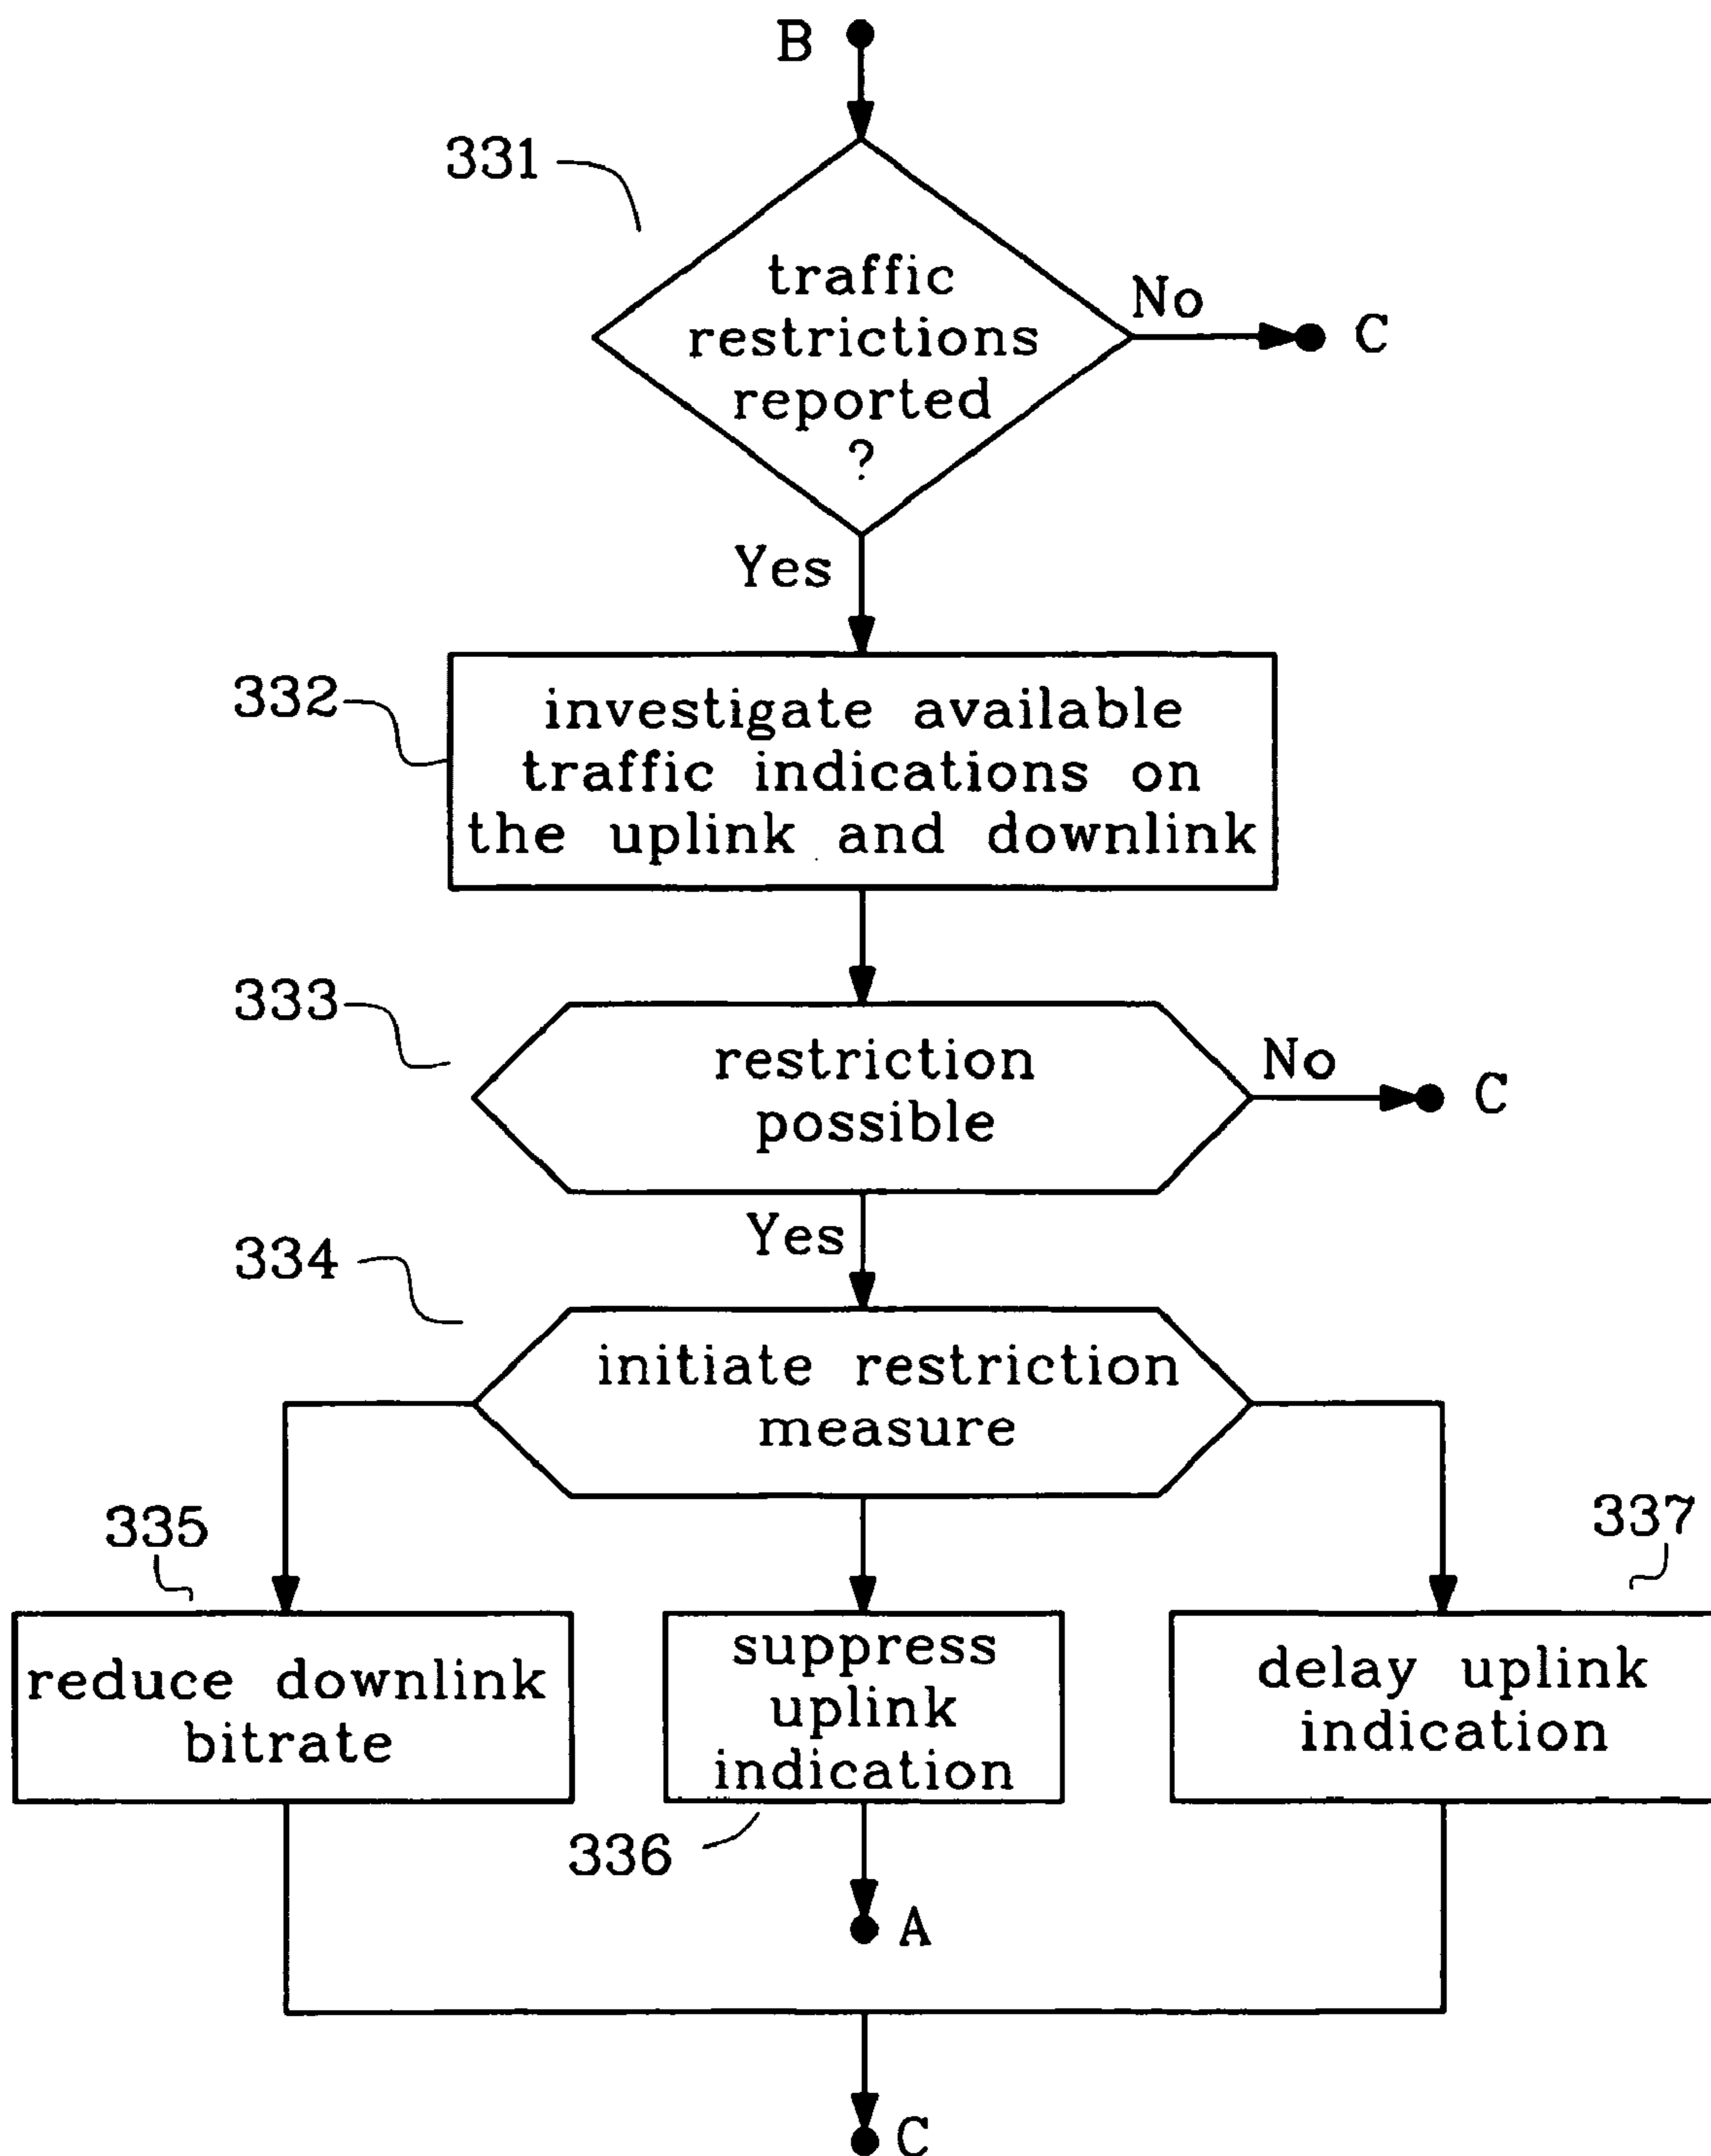 B
331
traffic
restrictions
reported
?
No
C
Yes
332
investigate available
traffic indications on
the uplink and downlink
333
restriction
possible
No
C
Yes
334
initiate restriction
measure
335
337
reduce downlink
bitrate
suppress
uplink
indication
delay uplink
indication
336
A
C